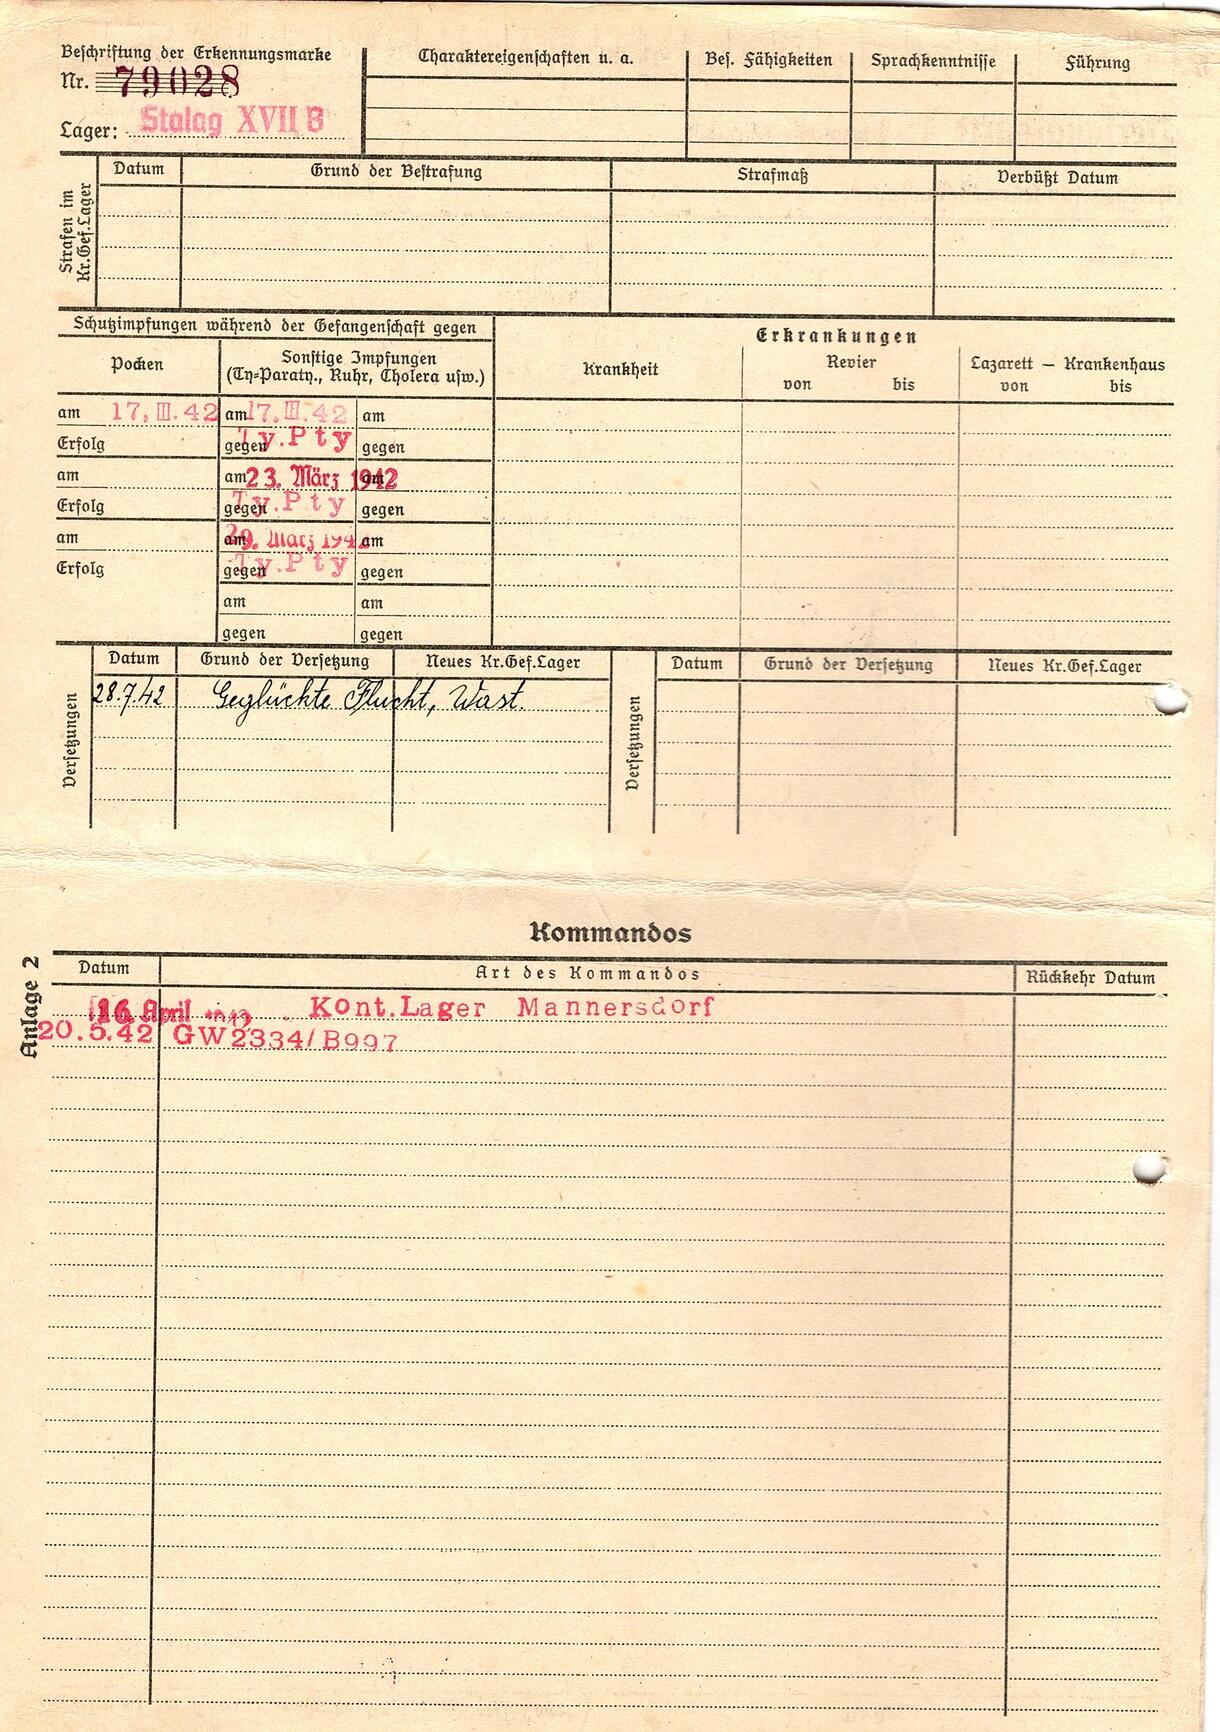 Beschriftung der Erkennungsmarke
Nr. 79028
Lager: Stalag XVII B
Charaktereigenschaften u. a.
Bes. Fähigkeiten
Sprachkenntnisse
Führung
Strafen im Kr.Gef.Lager
Datum
Grund der Bestrafung
Strafmaß
Verbüßt Datum
Schutzimpfungen während der Gefangenschaft gegen
Pocken
Sonstige Impfungen
(Ty=Paraty., Ruhr, Cholera usw.)
Erkrankungen
Krankheit
Revier
von bis
Lazarett – Krankenhaus
von bis
am 17. III. 42 am 17. III. 42 am
Erfolg gegen Ty.Pty gegen
am am 23. März 1942 am
Erfolg gegen Ty.Pty gegen
am am 29. März 1942 am
Erfolg gegen Ty.Pty gegen
am am
gegen gegen
Versetzungen
Datum Grund der Versetzung Neues Kr.Gef.Lager
28.7.42 Geglückte Flucht, Wast.
Versetzungen
Datum Grund der Versetzung Neues Kr.Gef.Lager
Anlage 2
Kommandos
Datum Art des Kommandos Rückkehr Datum
16. April 1942 Kont.Lager Mannersdorf
20.5.42 GW2334/B997